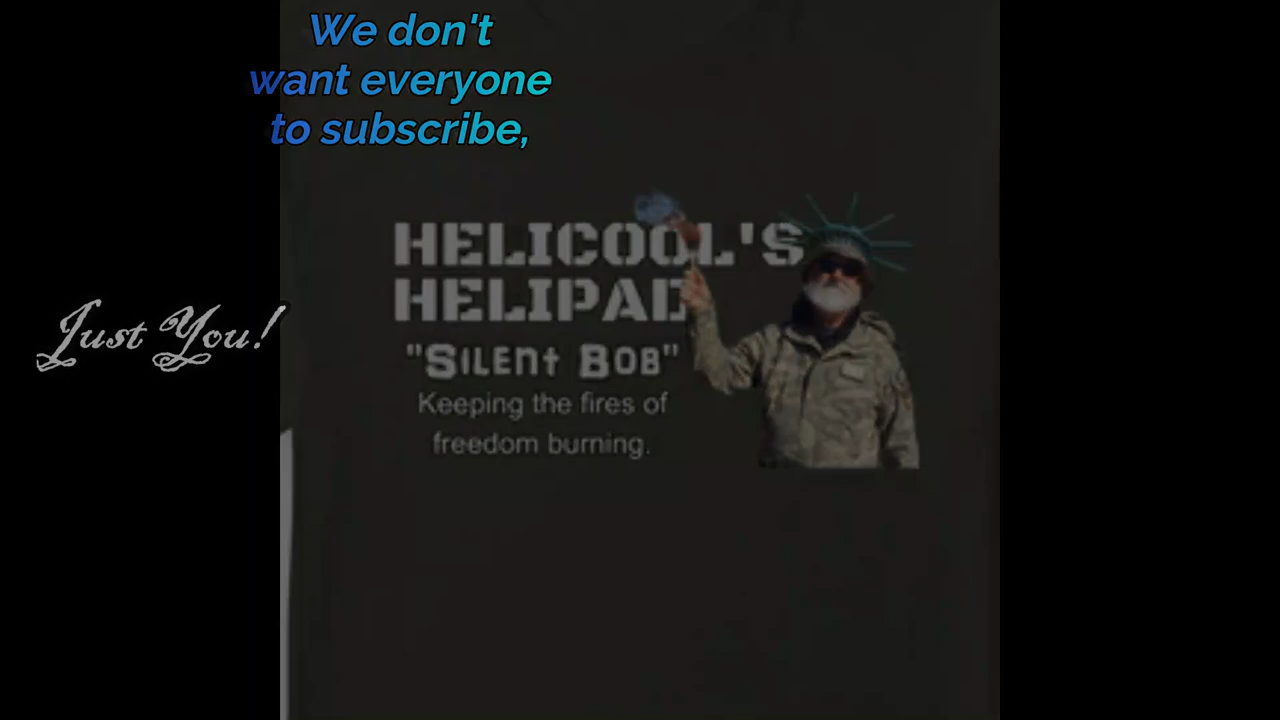 We don't
want everyone
to subscribe,
Just You!
HELICOOL'S
HELIPAD
"SILENT BOB"
Keeping the fires of
freedom burning.